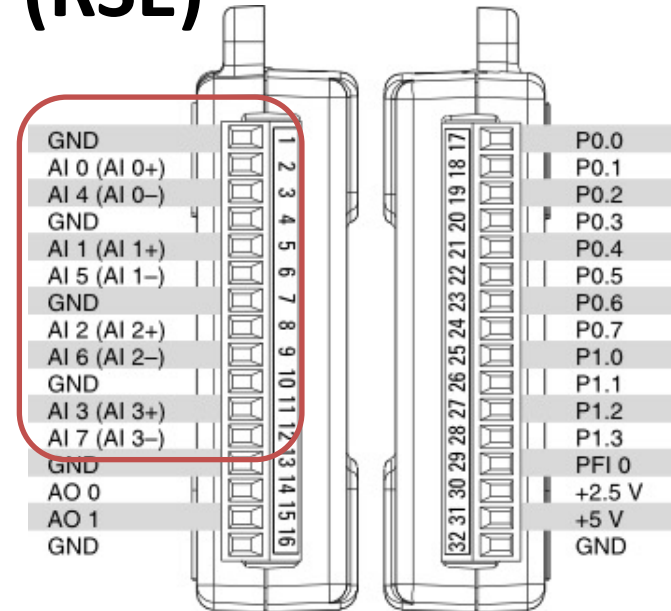 (RSE)
GND 1
AI 0 (AI 0+) 2
AI 4 (AI 0–) 3
GND 4
AI 1 (AI 1+) 5
AI 5 (AI 1–) 6
GND 7
AI 2 (AI 2+) 8
AI 6 (AI 2–) 9
GND 10
AI 3 (AI 3+) 11
AI 7 (AI 3–) 12
GND 13
AO 0 14
AO 1 15
GND 16
17 P0.0
18 P0.1
19 P0.2
20 P0.3
21 P0.4
22 P0.5
23 P0.6
24 P0.7
25 P1.0
26 P1.1
27 P1.2
28 P1.3
29 PFI 0
30 +2.5 V
31 +5 V
32 GND